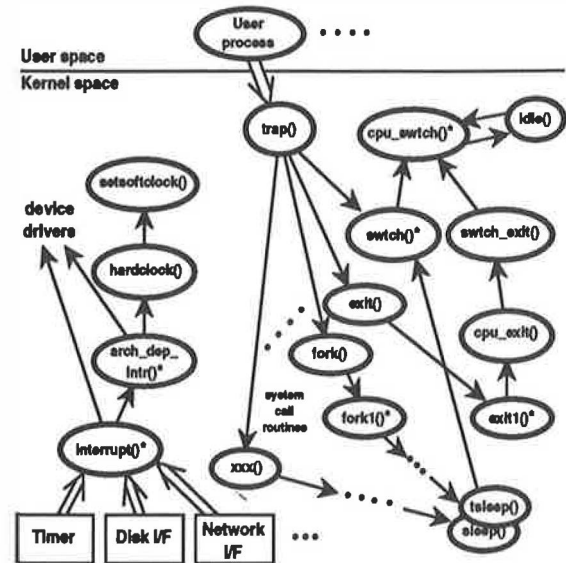 User
process
User space
Kernel space
trap()
cpu_swtch()*
idle()
setsoftclock()
device
drivers
swtch()*
swtch_exit()
hardclock()
exit()
cpu_exit()
arch_dep_
intr()*
fork()
system
call
routines
fork1()*
exit1()*
interrupt()*
xxx()
tsleep()
sleep()
Timer
Disk I/F
Network
I/F